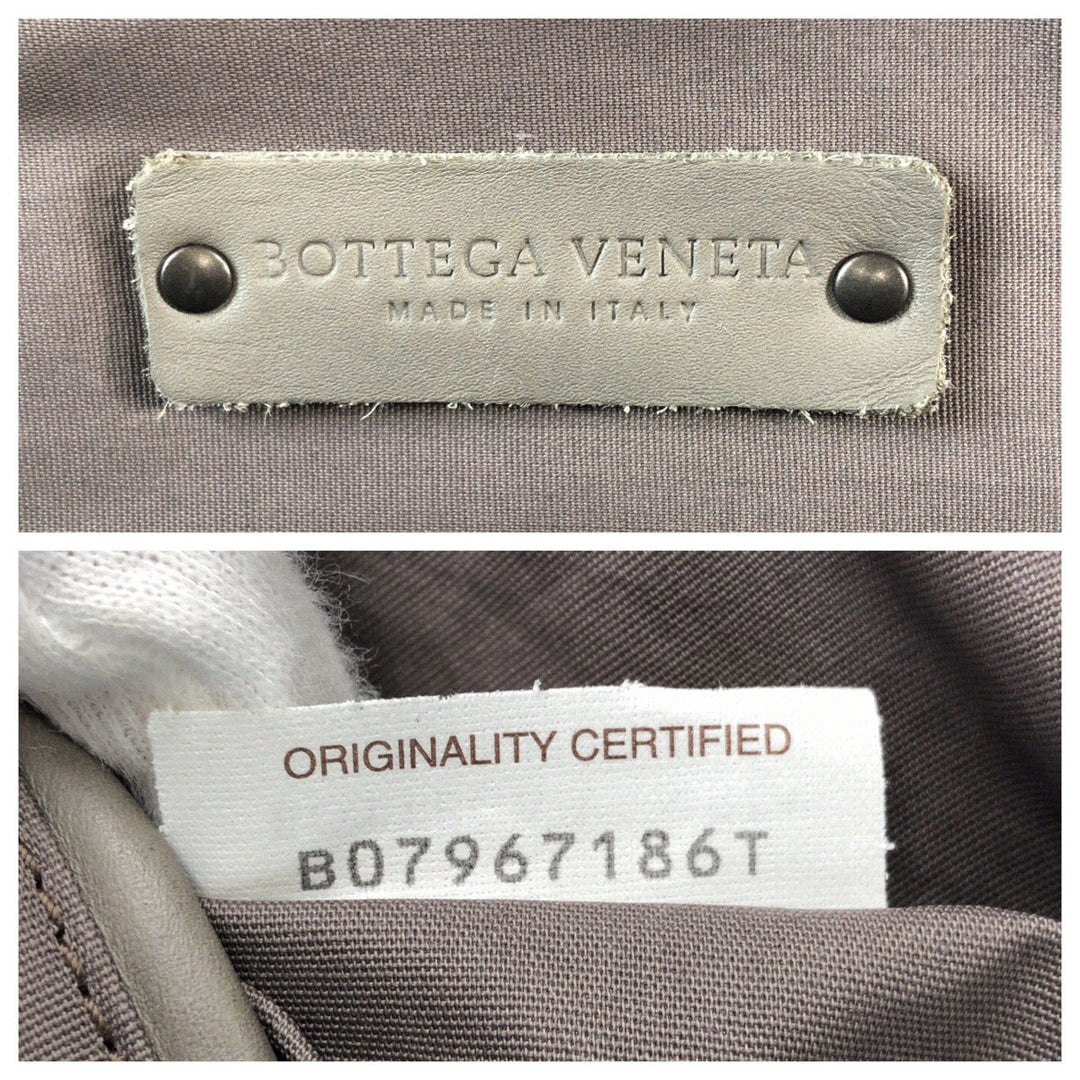 BOTTEGA VENETA
MADE IN ITALY
ORIGINALITY CERTIFIED
B07967186T